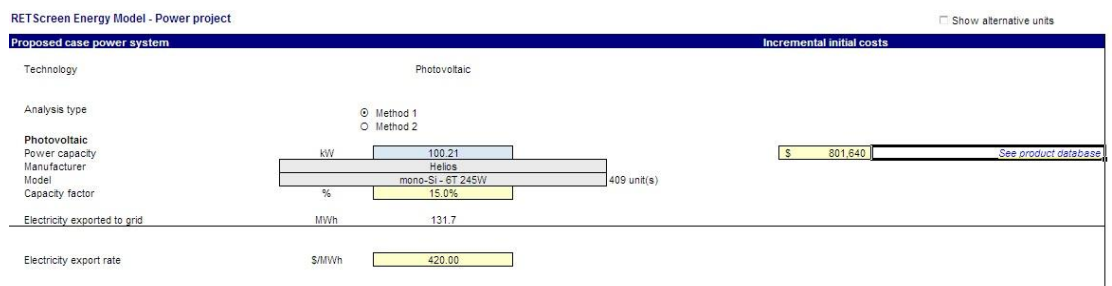 RETScreen Energy Model - Power project
Show alternative units
Proposed case power system Incremental initial costs
Technology Photovoltaic
Analysis type Method 1
Method 2
Photovoltaic
Power capacity kW 100.21 $ 801,640 See product database
Manufacturer Helios
Model mono-Si - 6T 245W 409 unit(s)
Capacity factor % 15.0%
Electricity exported to grid MWh 131.7
Electricity export rate $/MWh 420.00